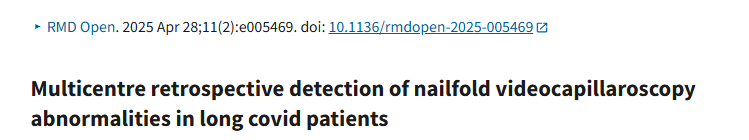 RMD Open. 2025 Apr 28;11(2):e005469. doi: 10.1136/rmdopen-2025-005469
Multicentre retrospective detection of nailfold videocapillaroscopy
abnormalities in long covid patients